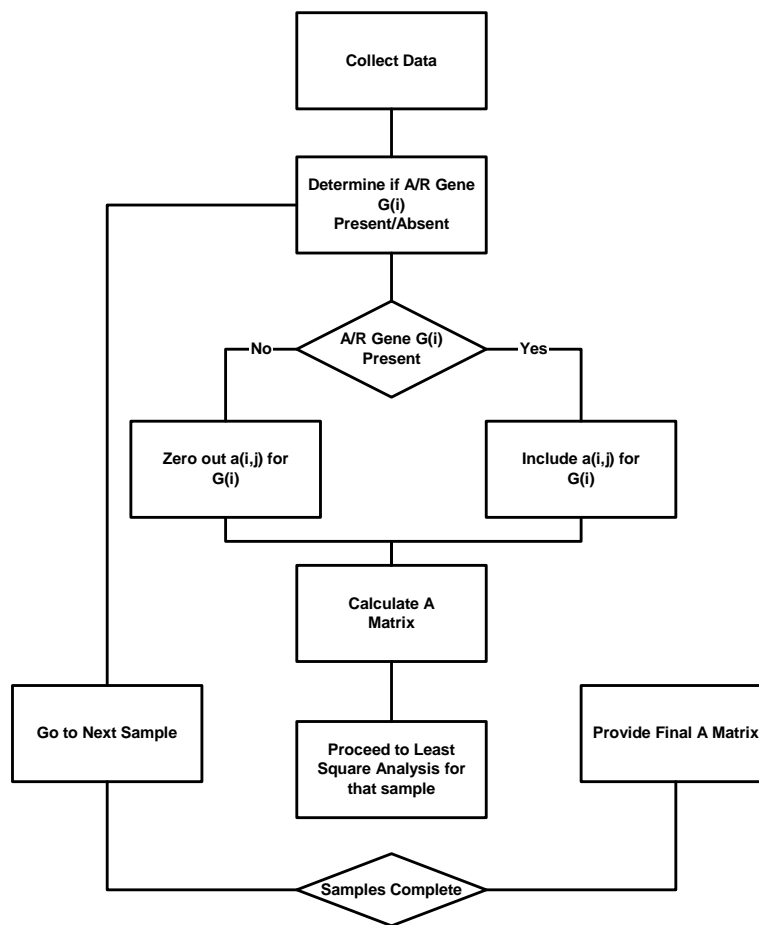 Collect Data
Determine if A/R Gene
G(i)
Present/Absent
A/R Gene G(i)
Present
No
Yes
Zero out a(i,j) for
G(i)
Include a(i,j) for
G(i)
Calculate A
Matrix
Go to Next Sample
Proceed to Least
Square Analysis for
that sample
Provide Final A Matrix
Samples Complete